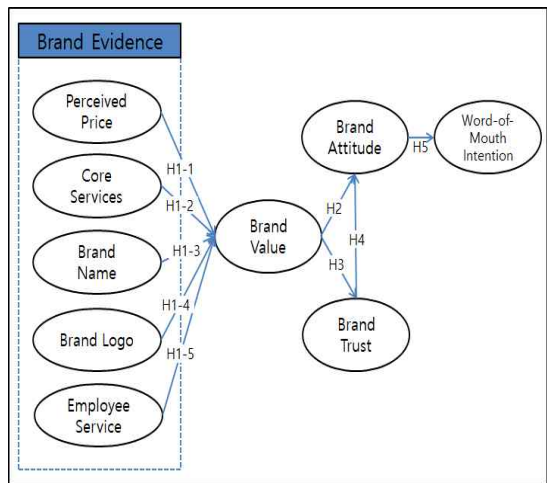 Brand Evidence
Perceived
Price
Core
Services
Brand
Name
Brand Logo
Employee
Service
H1-1
H1-2
H1-3
H1-4
H1-5
Brand
Value
H2
H3
H4
Brand
Attitude
Brand
Trust
H5
Word-of-
Mouth
Intention